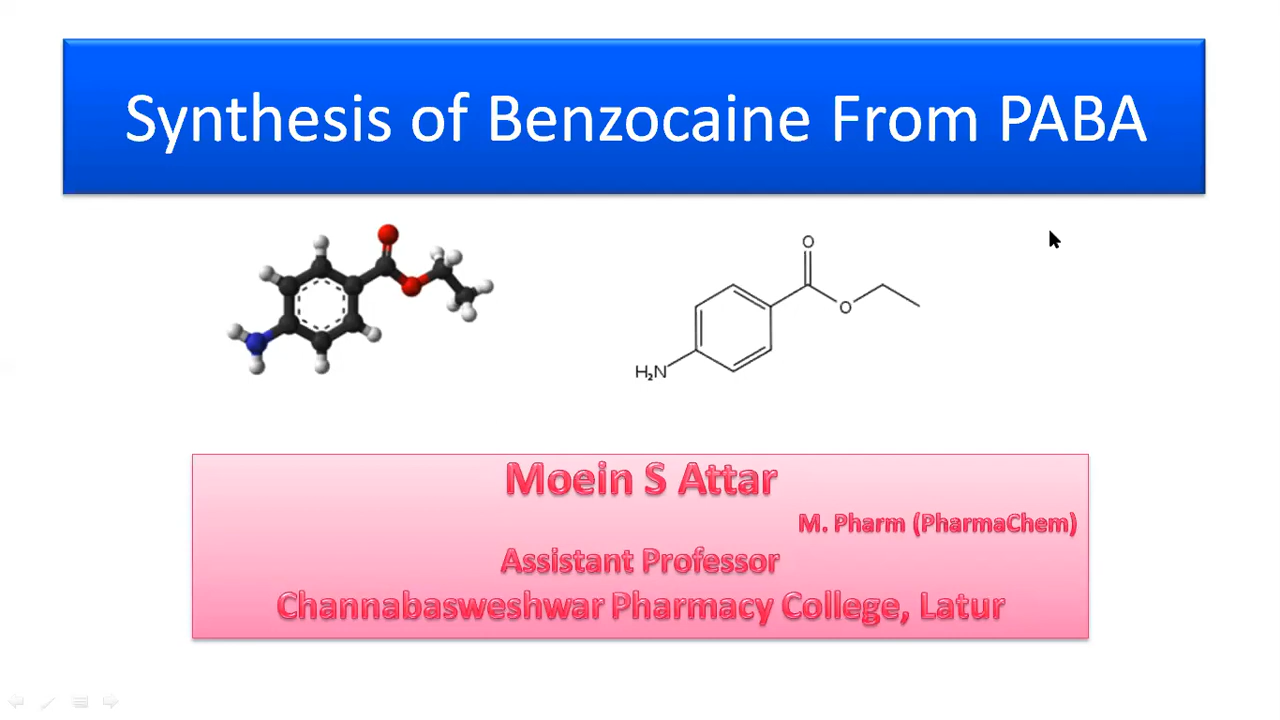 Synthesis of Benzocaine From PABA
O
O
H₂N
Moein S Attar
M. Pharm (PharmaChem)
Assistant Professor
Channabasweshwar Pharmacy College, Latur